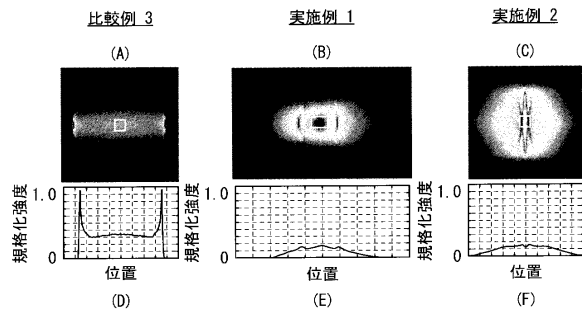 比較例 3
実施例 1
実施例 2
(A)
(B)
(C)
規格化強度
1.0
0
位置
規格化強度
1.0
0
位置
規格化強度
1.0
0
位置
(D)
(E)
(F)